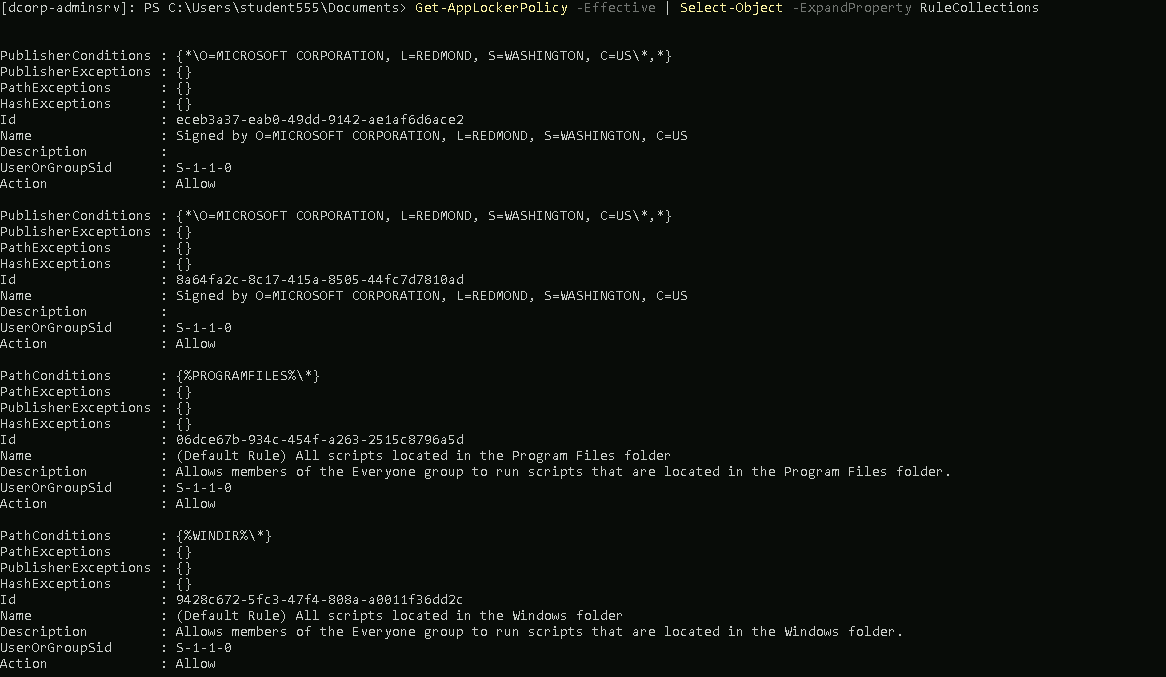 [dcorp-adminsrv]: PS C:\Users\student555\Documents> Get-AppLockerPolicy -Effective | Select-Object -ExpandProperty RuleCollections
PublisherConditions : {*\O=MICROSOFT CORPORATION, L=REDMOND, S=WASHINGTON, C=US\*,*}
PublisherExceptions : {}
PathExceptions      : {}
HashExceptions      : {}
Id                  : eceb3a37-eab0-49dd-9142-ae1af6d6ace2
Name                : Signed by O=MICROSOFT CORPORATION, L=REDMOND, S=WASHINGTON, C=US
Description         :
UserOrGroupSid      : S-1-1-0
Action              : Allow
PublisherConditions : {*\O=MICROSOFT CORPORATION, L=REDMOND, S=WASHINGTON, C=US\*,*}
PublisherExceptions : {}
PathExceptions      : {}
HashExceptions      : {}
Id                  : 8a64fa2c-8c17-415a-8505-44fc7d7810ad
Name                : Signed by O=MICROSOFT CORPORATION, L=REDMOND, S=WASHINGTON, C=US
Description         :
UserOrGroupSid      : S-1-1-0
Action              : Allow
PathConditions      : {%PROGRAMFILES%\*}
PathExceptions      : {}
PublisherExceptions : {}
HashExceptions      : {}
Id                  : 06dce67b-934c-454f-a263-2515c8796a5d
Name                : (Default Rule) All scripts located in the Program Files folder
Description         : Allows members of the Everyone group to run scripts that are located in the Program Files folder.
UserOrGroupSid      : S-1-1-0
Action              : Allow
PathConditions      : {%WINDIR%\*}
PathExceptions      : {}
PublisherExceptions : {}
HashExceptions      : {}
Id                  : 9428c672-5fc3-47f4-808a-a0011f36dd2c
Name                : (Default Rule) All scripts located in the Windows folder
Description         : Allows members of the Everyone group to run scripts that are located in the Windows folder.
UserOrGroupSid      : S-1-1-0
Action              : Allow